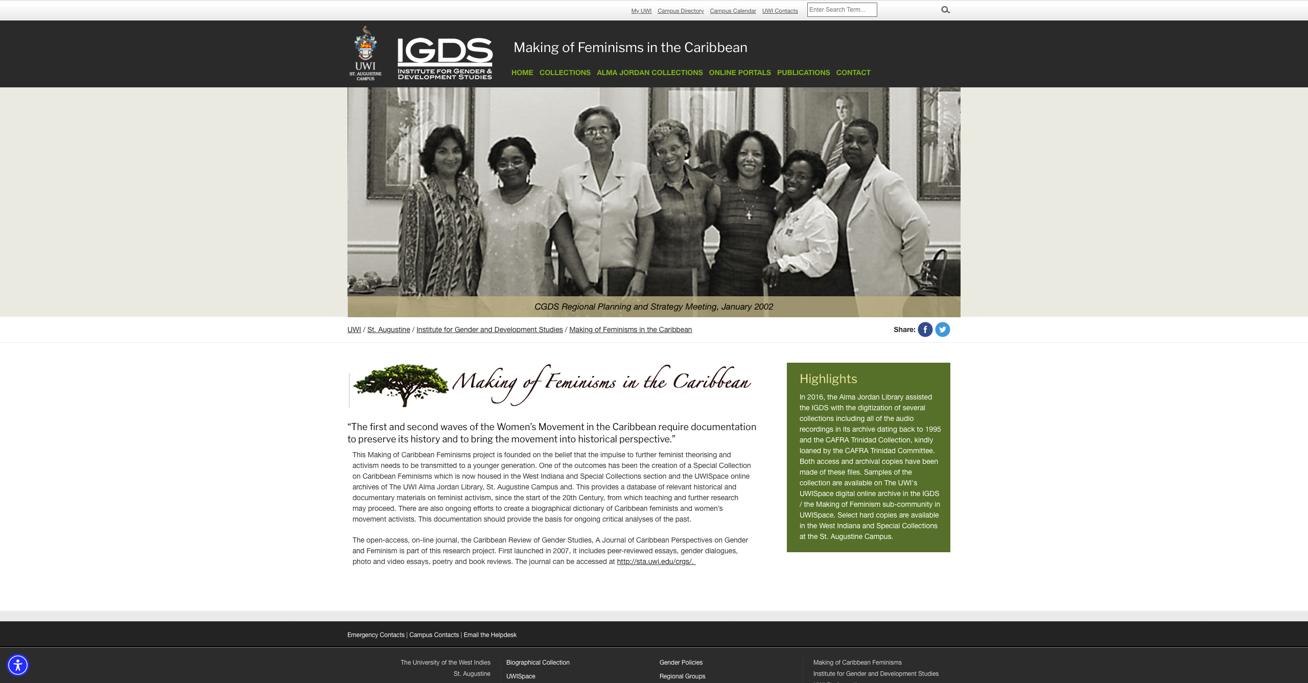 My UWI Campus Directory Campus Calendar UWI Contacts Enter Search Term...
UWI
ST. AUGUSTINE
CAMPUS
IGDS
INSTITUTE FOR GENDER &
DEVELOPMENT STUDIES
Making of Feminisms in the Caribbean
HOME COLLECTIONS ALMA JORDAN COLLECTIONS ONLINE PORTALS PUBLICATIONS CONTACT
CGDS Regional Planning and Strategy Meeting, January 2002
UWI / St. Augustine / Institute for Gender and Development Studies / Making of Feminisms in the Caribbean
Share:
Making of Feminisms in the Caribbean
“The first and second waves of the Women’s Movement in the Caribbean require documentation
to preserve its history and to bring the movement into historical perspective.”
This Making of Caribbean Feminisms project is founded on the belief that the impulse to further feminist theorising and
activism needs to be transmitted to a younger generation. One of the outcomes has been the creation of a Special Collection
on Caribbean Feminisms which is now housed in the West Indiana and Special Collections section and the UWISpace online
archives of The UWI Alma Jordan Library, St. Augustine Campus and. This provides a database of relevant historical and
documentary materials on feminist activism, since the start of the 20th Century, from which teaching and further research
may proceed. There are also ongoing efforts to create a biographical dictionary of Caribbean feminists and women’s
movement activists. This documentation should provide the basis for ongoing critical analyses of the past.
The open-access, on-line journal, the Caribbean Review of Gender Studies, A Journal of Caribbean Perspectives on Gender
and Feminism is part of this research project. First launched in 2007, it includes peer-reviewed essays, gender dialogues,
photo and video essays, poetry and book reviews. The journal can be accessed at http://sta.uwi.edu/crgs/.
Highlights
In 2016, the Alma Jordan Library assisted
the IGDS with the digitization of several
collections including all of the audio
recordings in its archive dating back to 1995
and the CAFRA Trinidad Collection, kindly
loaned by the CAFRA Trinidad Committee.
Both access and archival copies have been
made of these files. Samples of the
collection are available on The UWI's
UWISpace digital online archive in the IGDS
/ the Making of Feminism sub-community in
UWISpace. Select hard copies are available
in the West Indiana and Special Collections
at the St. Augustine Campus.
Emergency Contacts | Campus Contacts | Email the Helpdesk
The University of the West Indies
St. Augustine
Biographical Collection
UWISpace
Gender Policies
Regional Groups
Making of Caribbean Feminisms
Institute for Gender and Development Studies